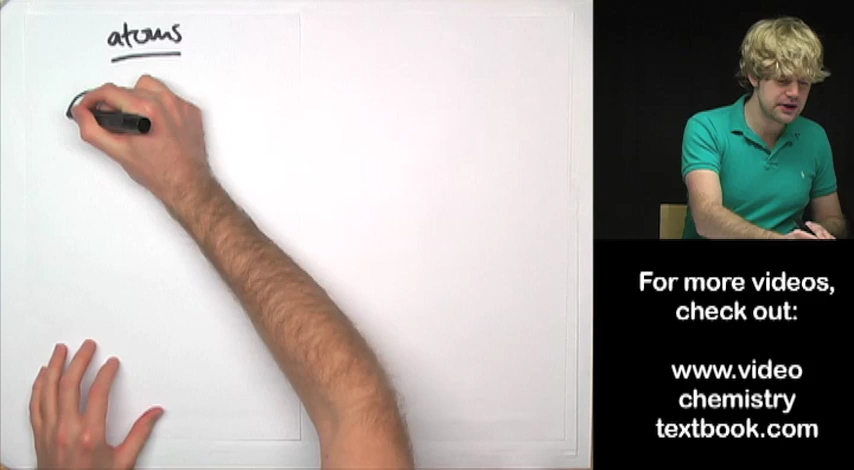 atoms
For more videos,
check out:
www.video
chemistry
textbook.com